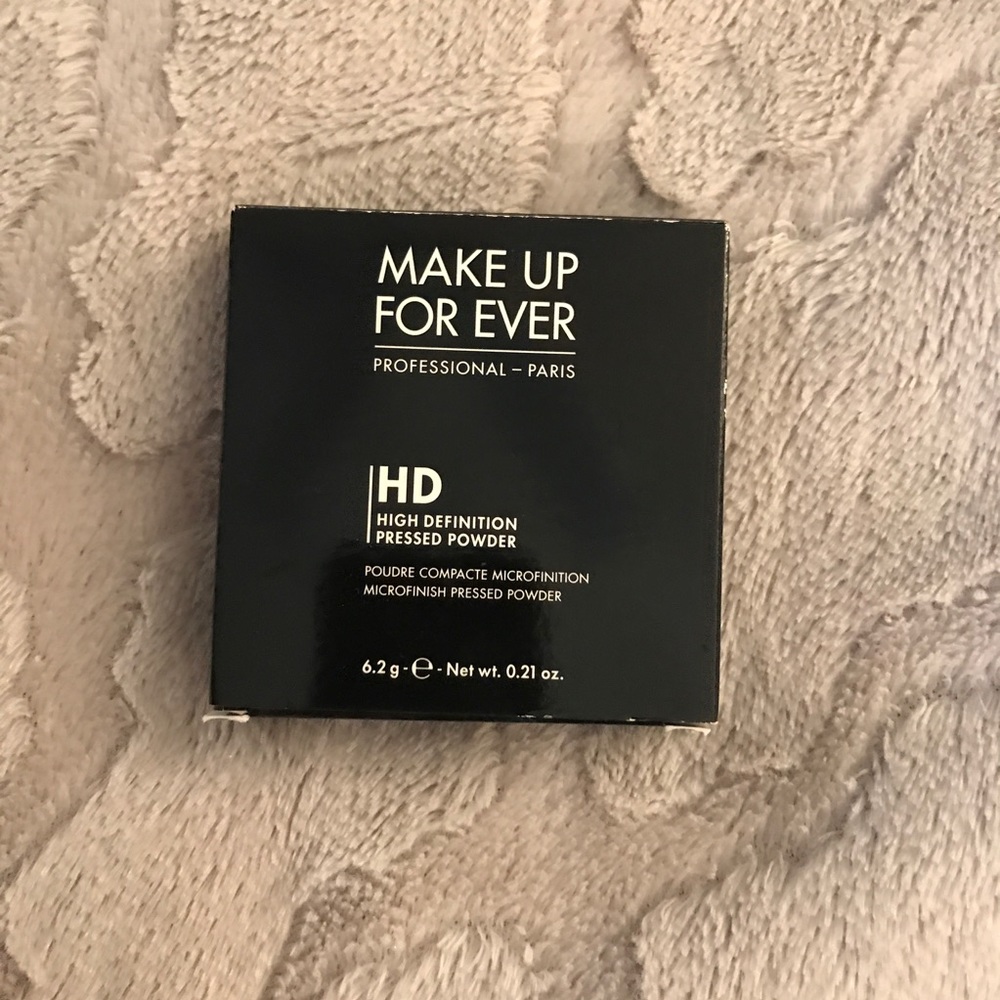 MAKE UP
FOR EVER
PROFESSIONAL – PARIS
HD
HIGH DEFINITION
PRESSED POWDER
POUDRE COMPACTE MICROFINITION
MICROFINISH PRESSED POWDER
6.2 g - ℮ - Net wt. 0.21 oz.